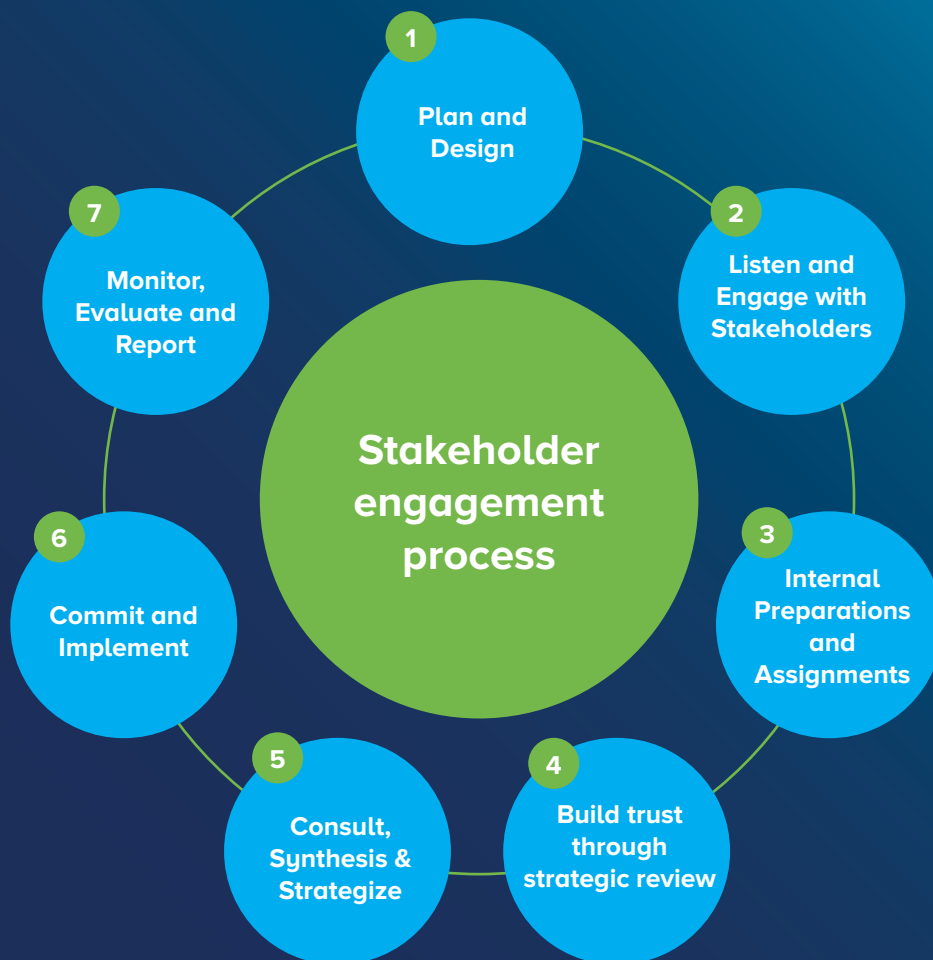 1
Plan and
Design
2
Listen and
Engage with
Stakeholders
3
Internal
Preparations
and
Assignments
4
Build trust
through
strategic review
5
Consult,
Synthesis &
Strategize
6
Commit and
Implement
7
Monitor,
Evaluate and
Report
Stakeholder
engagement
process